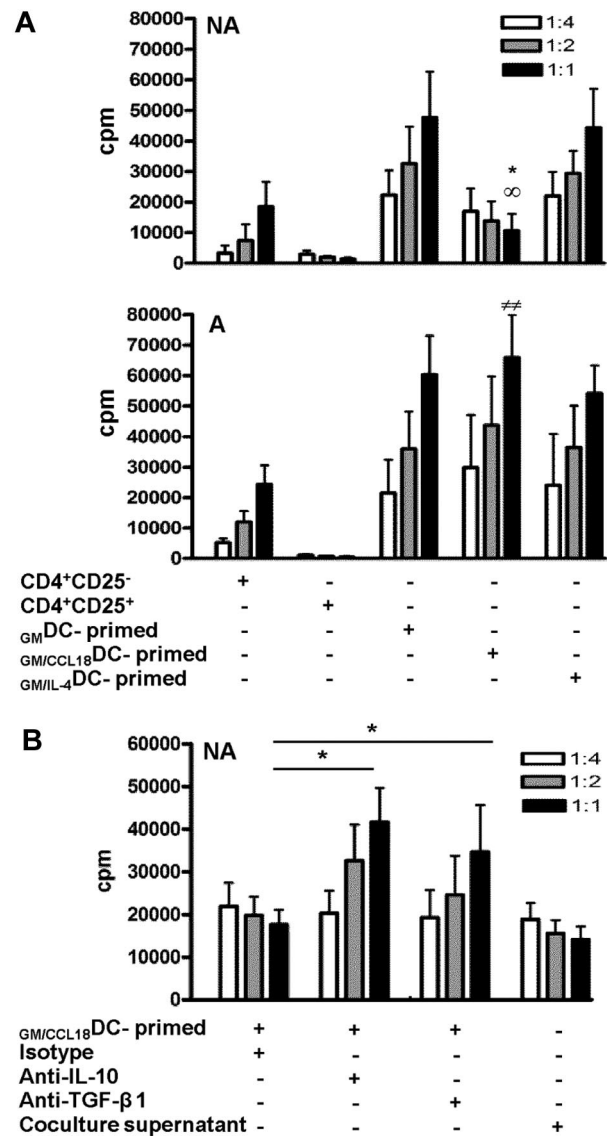 A
NA
1:4
1:2
1:1
80000
70000
60000
50000
40000
30000
20000
10000
0
cpm
*
∞
A
80000
70000
60000
50000
40000
30000
20000
10000
0
cpm
≠≠
CD4⁺CD25⁻ + - - - -
CD4⁺CD25⁺ - + - - -
GMDC- primed - - + - -
GM/CCL18DC- primed - - - + -
GM/IL-4DC- primed - - - - +
B
NA
1:4
1:2
1:1
60000
50000
40000
30000
20000
10000
0
cpm
*
*
GM/CCL18DC- primed + + + -
Isotype + - - -
Anti-IL-10 - + - -
Anti-TGF-β1 - - + -
Coculture supernatant - - - +